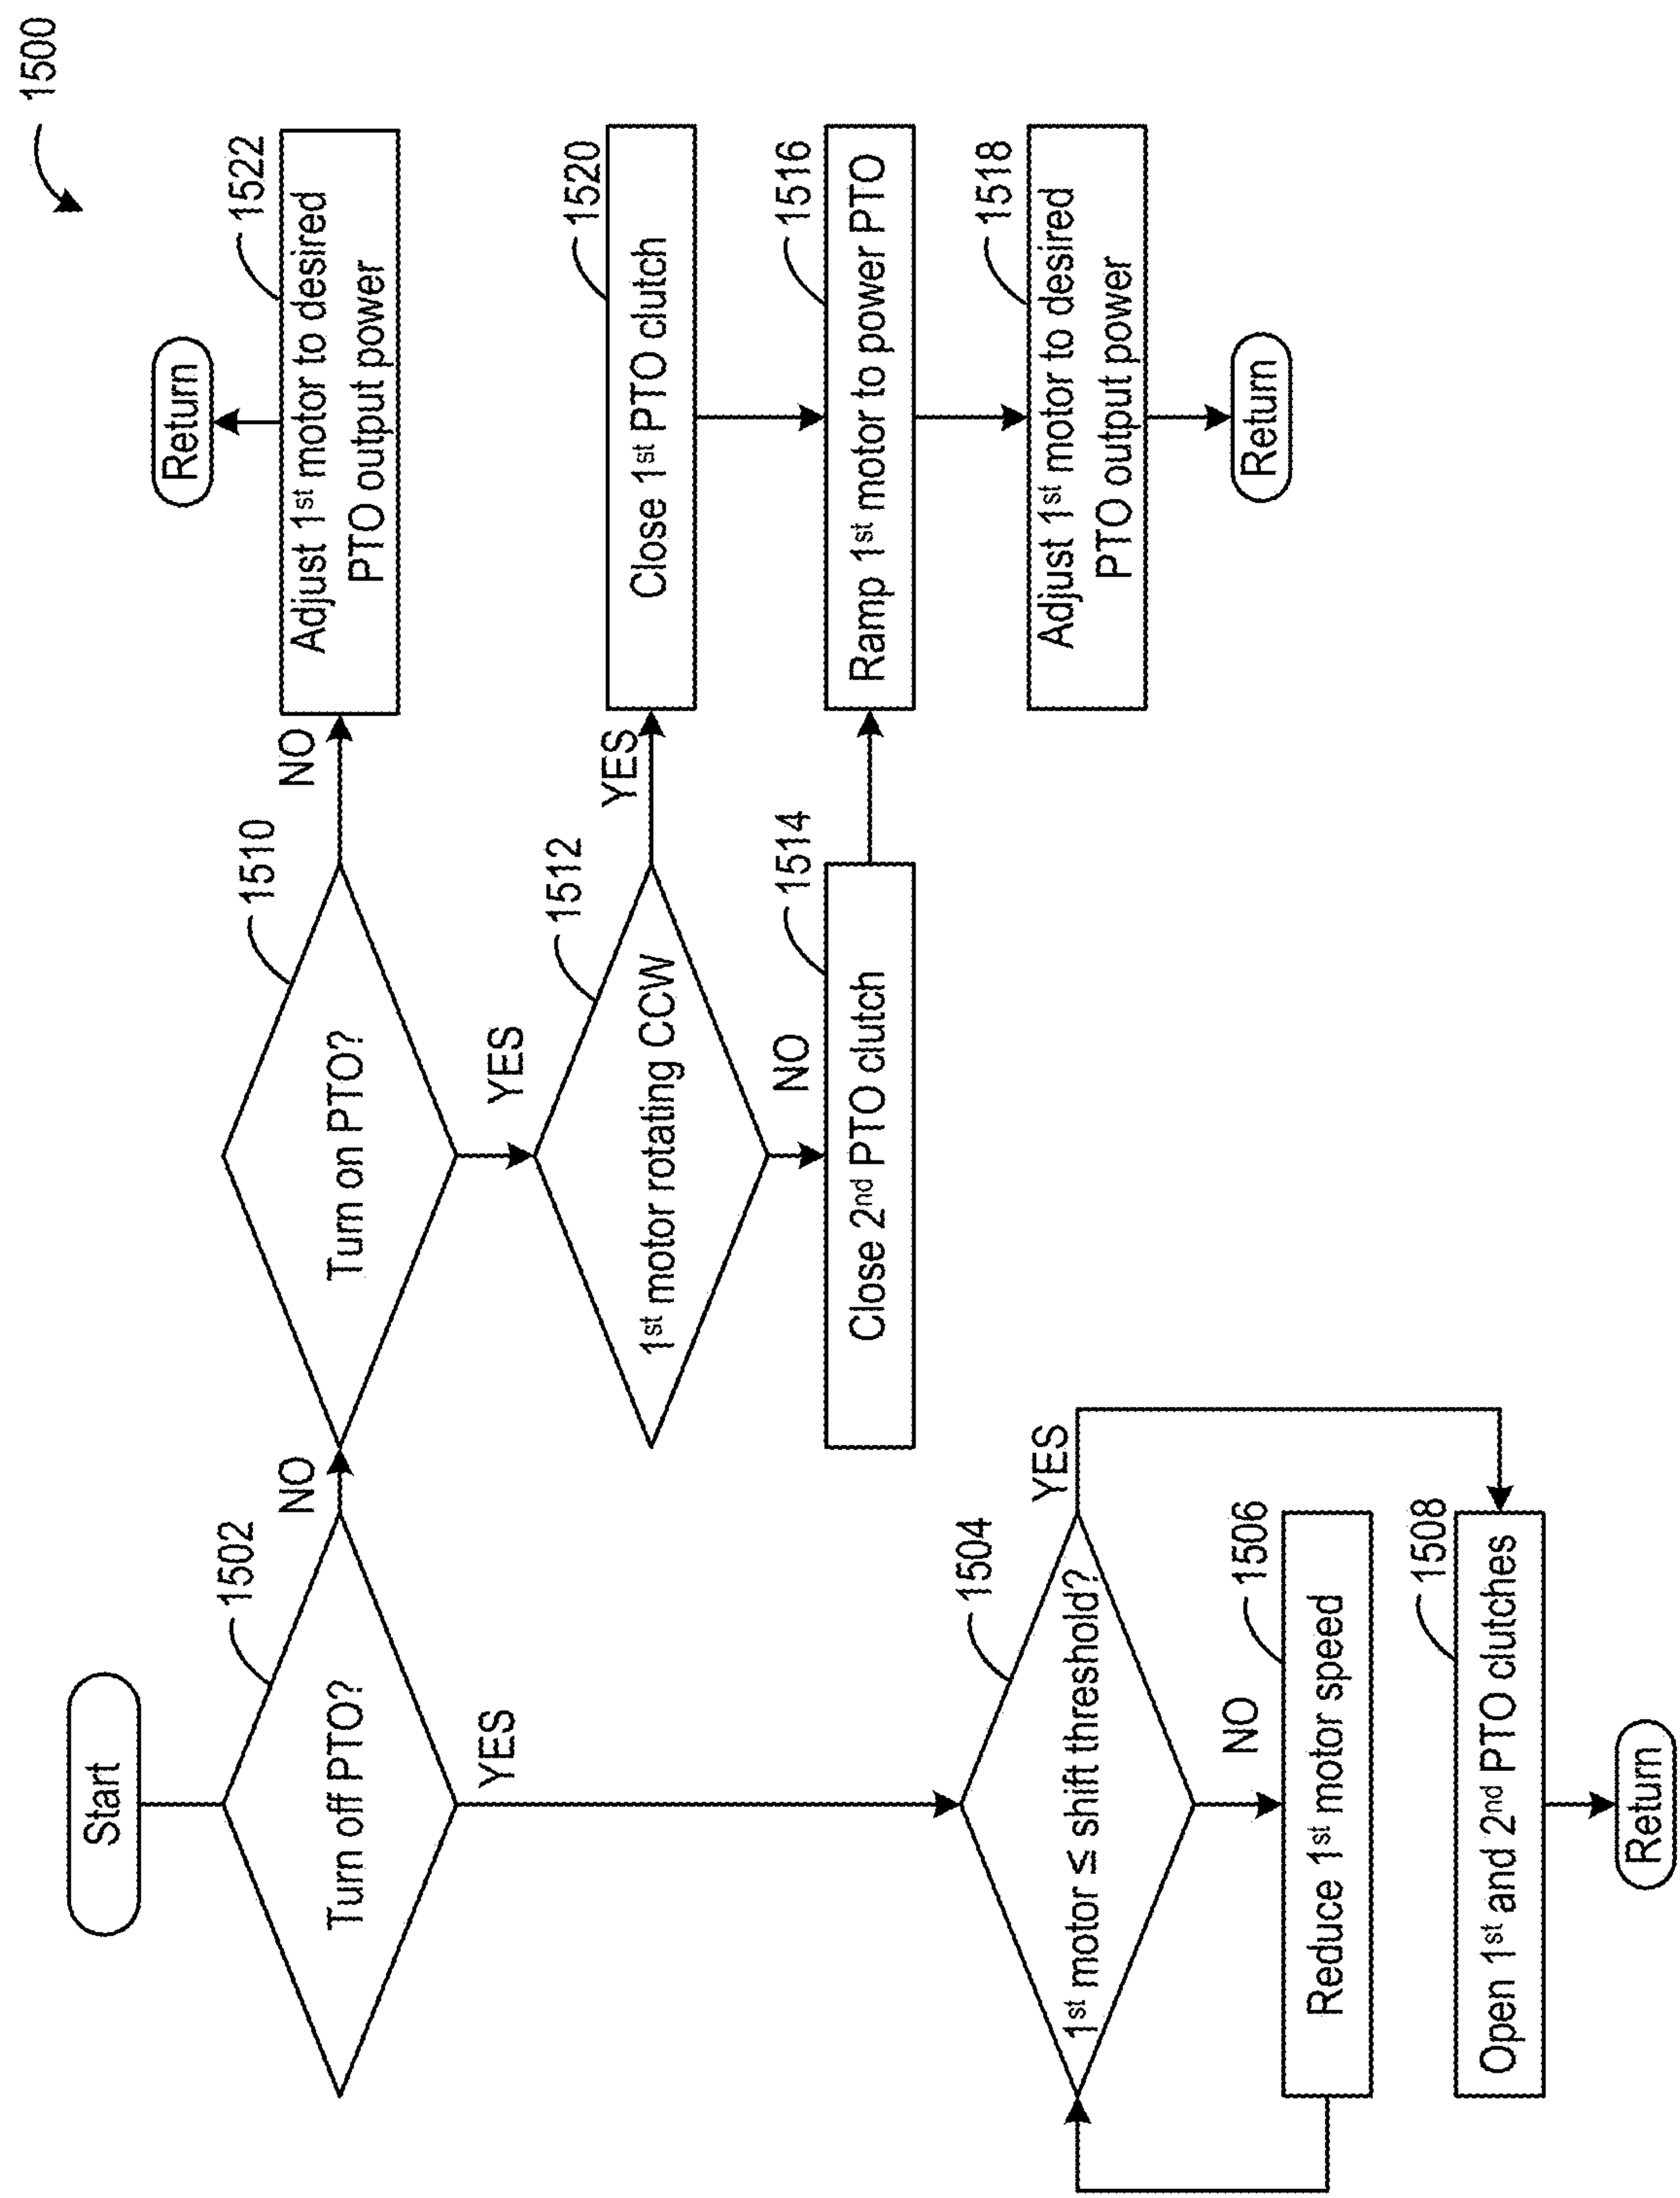 1500
Start
1502
Turn off PTO?
NO
YES
1510
Turn on PTO?
NO
YES
1522
Adjust 1st motor to desired
PTO output power
Return
1512
1st motor rotating CCW
YES
NO
1520
Close 1st PTO clutch
1514
Close 2nd PTO clutch
1516
Ramp 1st motor to power PTO
1518
Adjust 1st motor to desired
PTO output power
Return
1504
1st motor ≤ shift threshold?
YES
NO
1506
Reduce 1st motor speed
1508
Open 1st and 2nd PTO clutches
Return